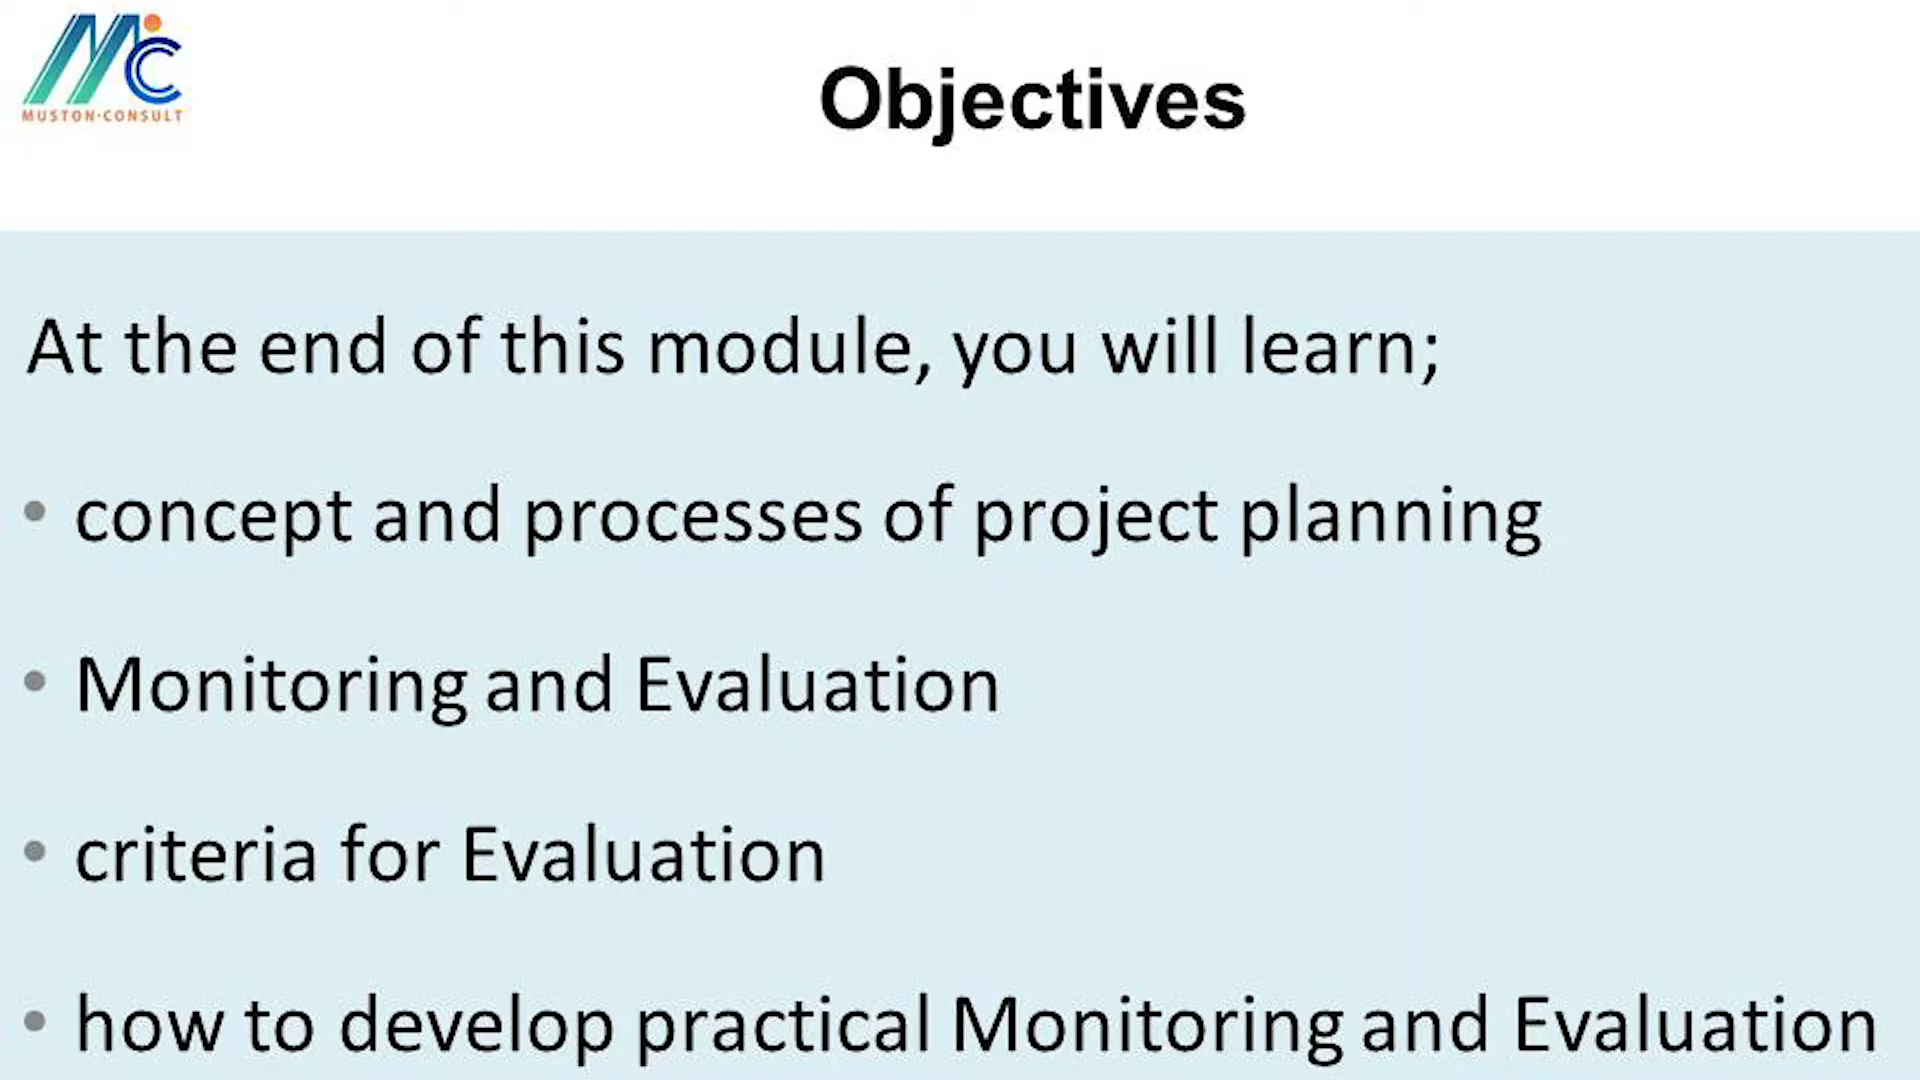 MC
MUSTON-CONSULT
Objectives
At the end of this module, you will learn;
• concept and processes of project planning
• Monitoring and Evaluation
• criteria for Evaluation
• how to develop practical Monitoring and Evaluation